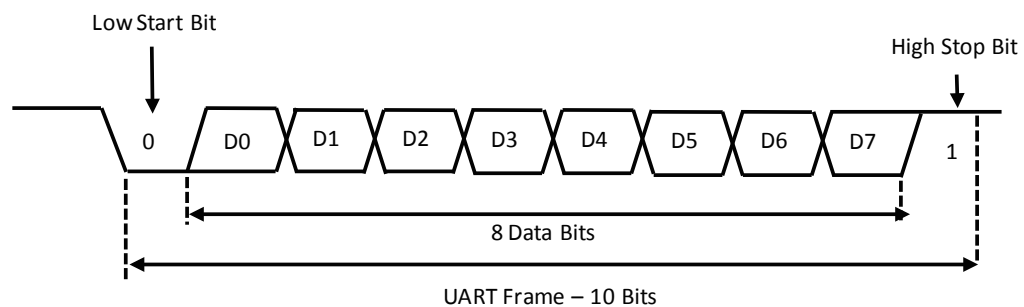 Low Start Bit
High Stop Bit
0 D0 D1 D2 D3 D4 D5 D6 D7 1
8 Data Bits
UART Frame – 10 Bits